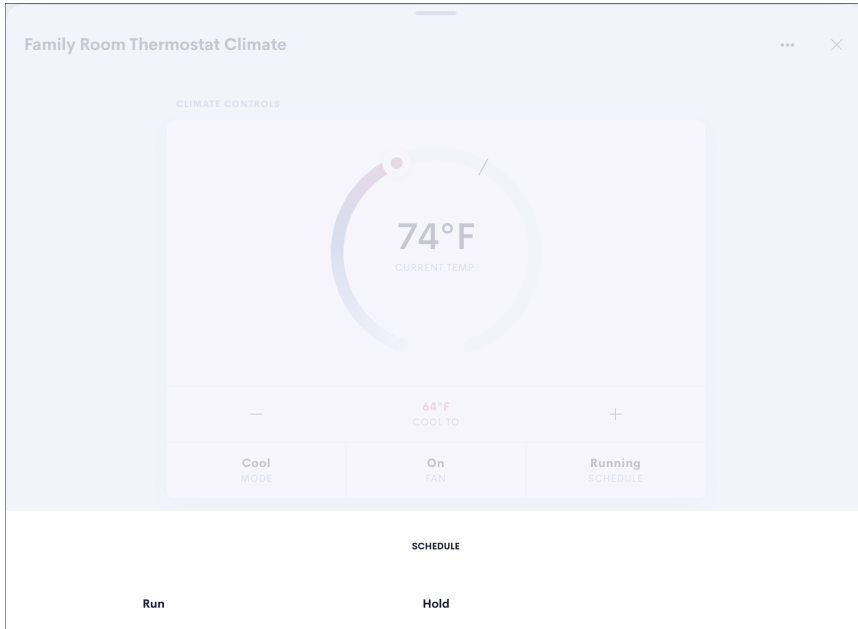 Family Room Thermostat Climate
CLIMATE CONTROLS
74°F
CURRENT TEMP
64°F
COOL TO
Cool On Running
MODE FAN SCHEDULE
SCHEDULE
Run Hold